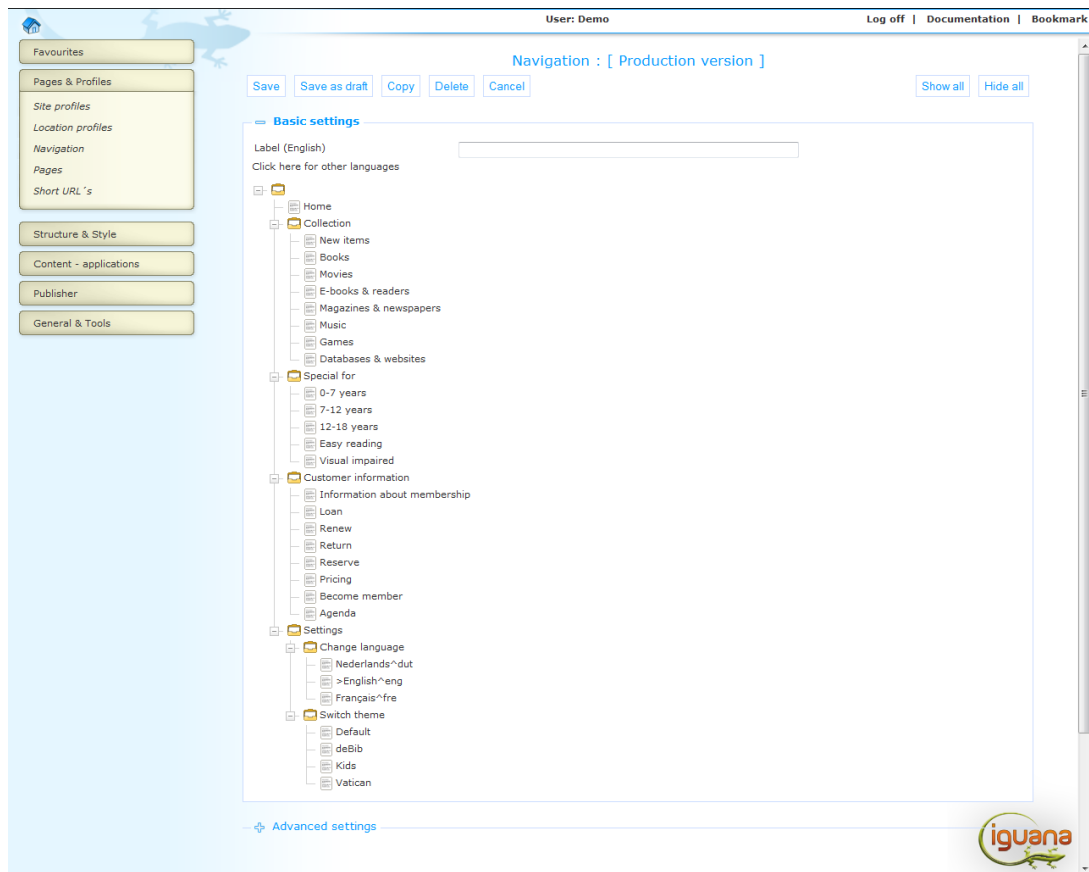 User: Demo
Log off | Documentation | Bookmark
Favourites
Pages & Profiles
Site profiles
Location profiles
Navigation
Pages
Short URL´s
Structure & Style
Content - applications
Publisher
General & Tools
Navigation : [ Production version ]
Save Save as draft Copy Delete Cancel Show all Hide all
Basic settings
Label (English)
Click here for other languages
Home
Collection
New items
Books
Movies
E-books & readers
Magazines & newspapers
Music
Games
Databases & websites
Special for
0-7 years
7-12 years
12-18 years
Easy reading
Visual impaired
Customer information
Information about membership
Loan
Renew
Return
Reserve
Pricing
Become member
Agenda
Settings
Change language
Nederlands^dut
>English^eng
Français^fre
Switch theme
Default
deBib
Kids
Vatican
Advanced settings
iguana